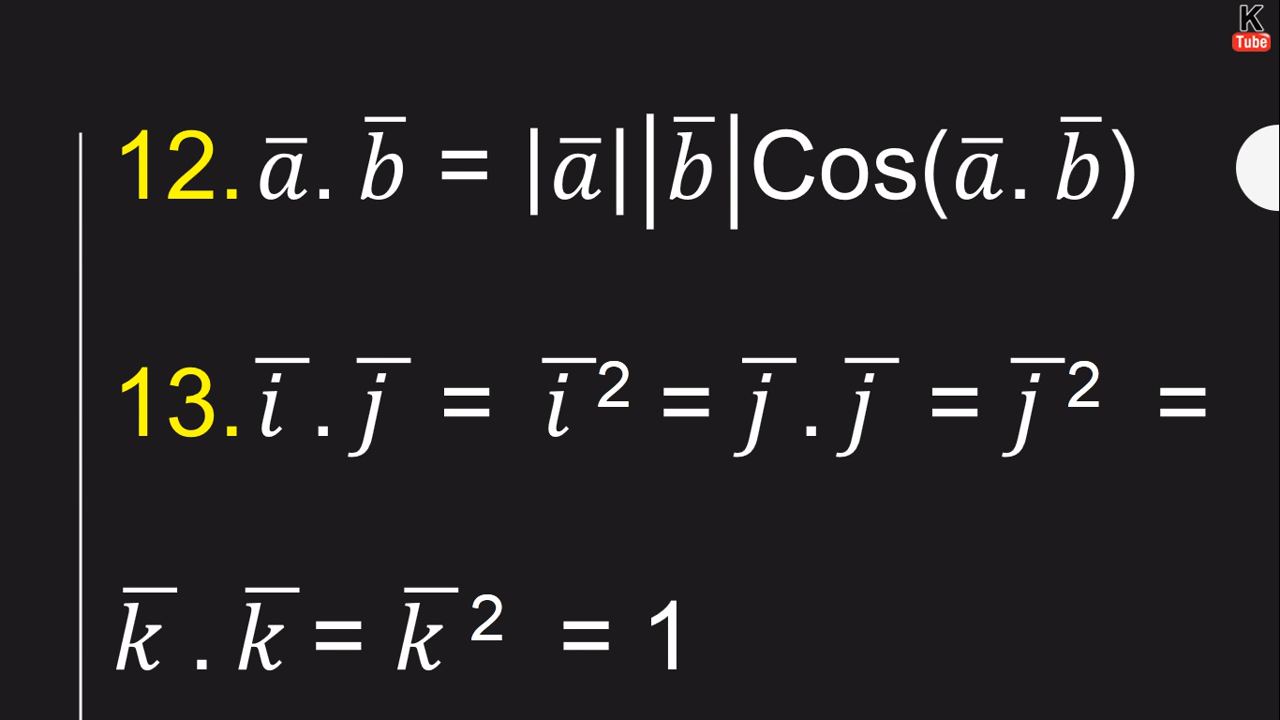 K
Tube
12. a̅. b̅ = |a̅||b̅|Cos(a̅. b̅)
13. i̅ . j̅ = i̅² = j̅ . j̅ = j̅² =
k̅ . k̅ = k̅² = 1